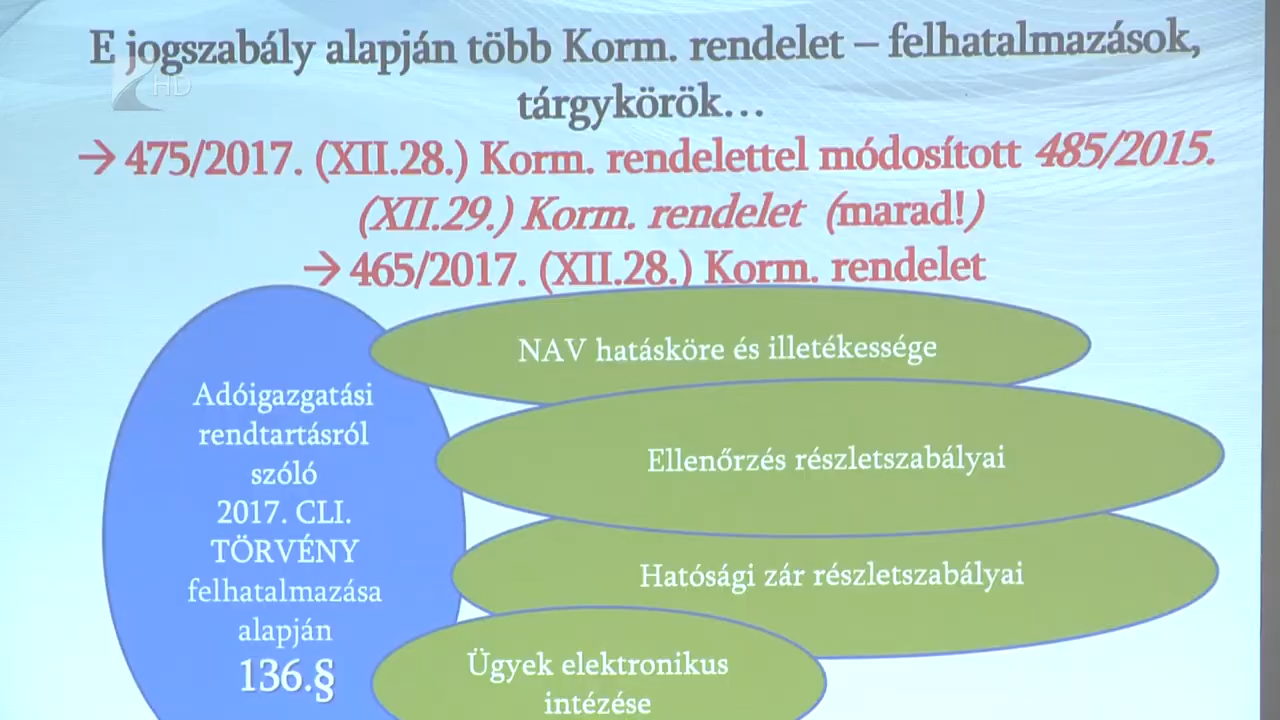 E jogszabály alapján több Korm. rendelet – felhatalmazások,
tárgykörök…
→ 475/2017. (XII.28.) Korm. rendelettel módosított 485/2015.
(XII.29.) Korm. rendelet (marad!)
→ 465/2017. (XII.28.) Korm. rendelet
HD
NAV hatásköre és illetékessége
Ellenőrzés részletszabályai
Hatósági zár részletszabályai
Ügyek elektronikus
intézése
Adóigazgatási
rendtartásról
szóló
2017. CLI.
TÖRVÉNY
felhatalmazása
alapján
136.§